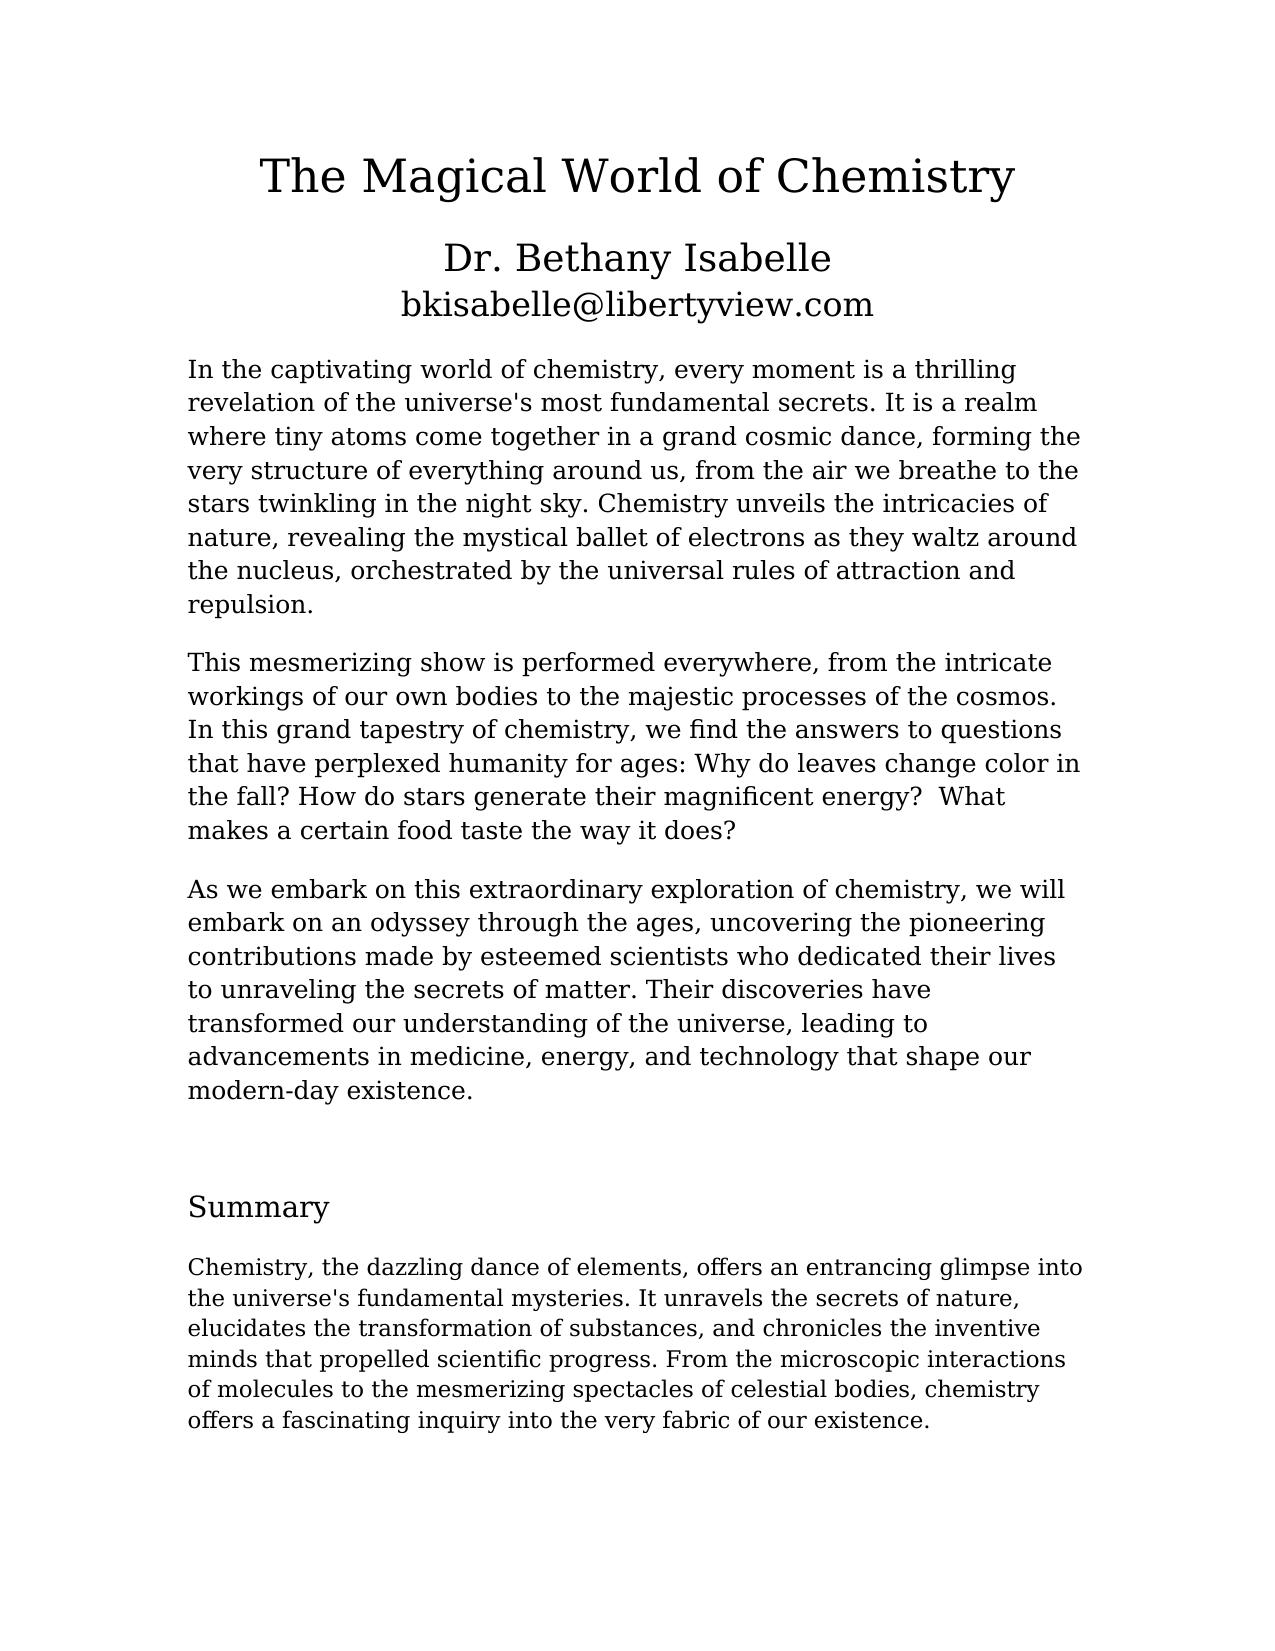 The Magical World of Chemistry
Dr. Bethany Isabelle
bkisabelle@libertyview.com
In the captivating world of chemistry, every moment is a thrilling
revelation of the universe's most fundamental secrets. It is a realm
where tiny atoms come together in a grand cosmic dance, forming the
very structure of everything around us, from the air we breathe to the
stars twinkling in the night sky. Chemistry unveils the intricacies of
nature, revealing the mystical ballet of electrons as they waltz around
the nucleus, orchestrated by the universal rules of attraction and
repulsion.
This mesmerizing show is performed everywhere, from the intricate
workings of our own bodies to the majestic processes of the cosmos.
In this grand tapestry of chemistry, we find the answers to questions
that have perplexed humanity for ages: Why do leaves change color in
the fall? How do stars generate their magnificent energy?  What
makes a certain food taste the way it does?
As we embark on this extraordinary exploration of chemistry, we will
embark on an odyssey through the ages, uncovering the pioneering
contributions made by esteemed scientists who dedicated their lives
to unraveling the secrets of matter. Their discoveries have
transformed our understanding of the universe, leading to
advancements in medicine, energy, and technology that shape our
modern-day existence.
Summary
Chemistry, the dazzling dance of elements, offers an entrancing glimpse into
the universe's fundamental mysteries. It unravels the secrets of nature,
elucidates the transformation of substances, and chronicles the inventive
minds that propelled scientific progress. From the microscopic interactions
of molecules to the mesmerizing spectacles of celestial bodies, chemistry
offers a fascinating inquiry into the very fabric of our existence.